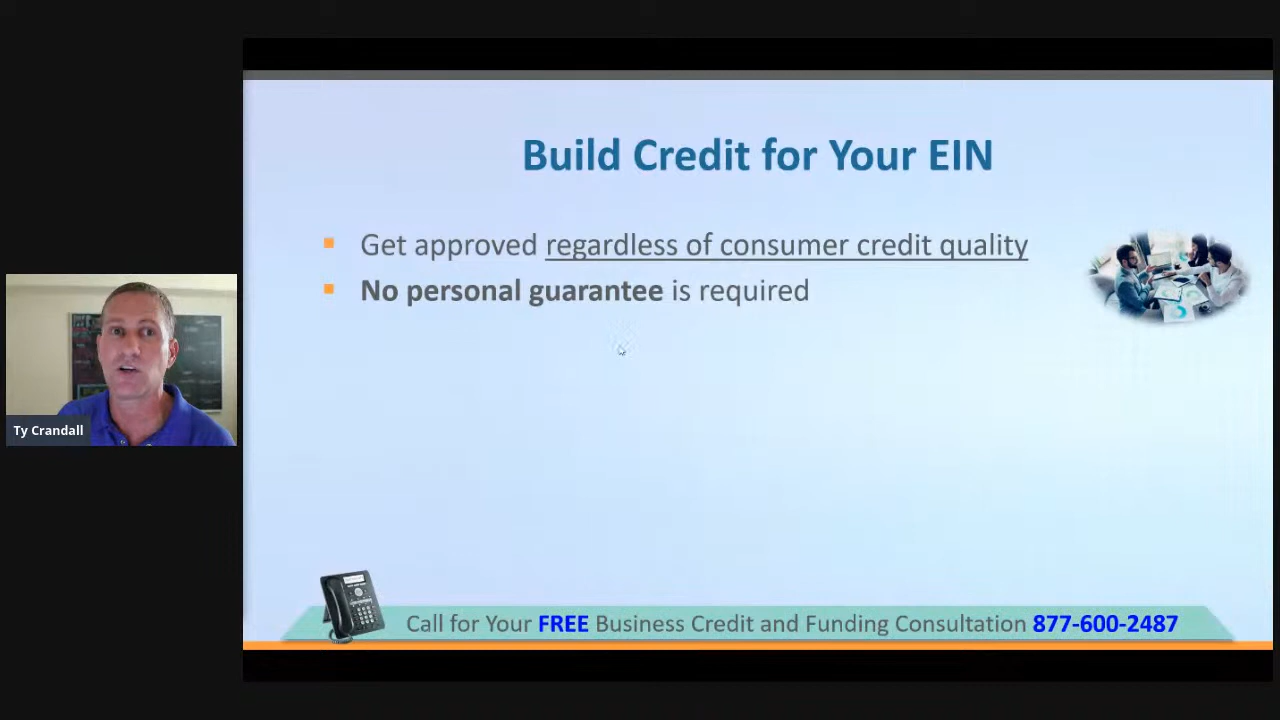 Build Credit for Your EIN
Get approved regardless of consumer credit quality
No personal guarantee is required
Ty Crandall
Call for Your FREE Business Credit and Funding Consultation 877-600-2487